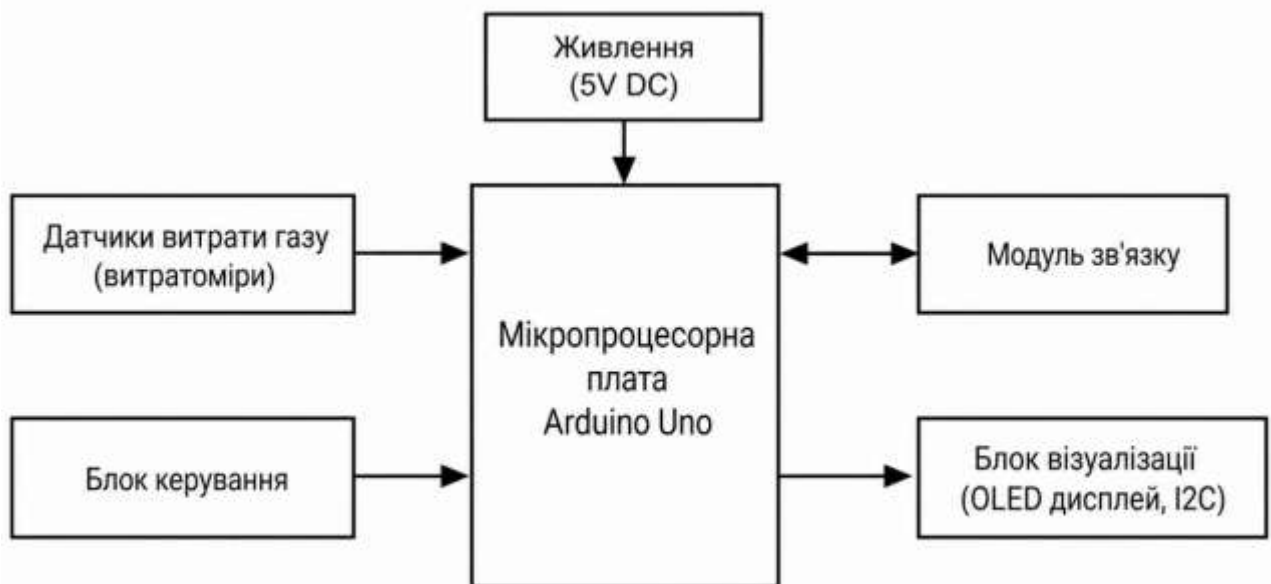 Живлення
(5V DC)
Датчики витрати газу
(витратоміри)
Модуль зв'язку
Мікропроцесорна
плата
Arduino Uno
Блок керування
Блок візуалізації
(OLED дисплей, I2C)